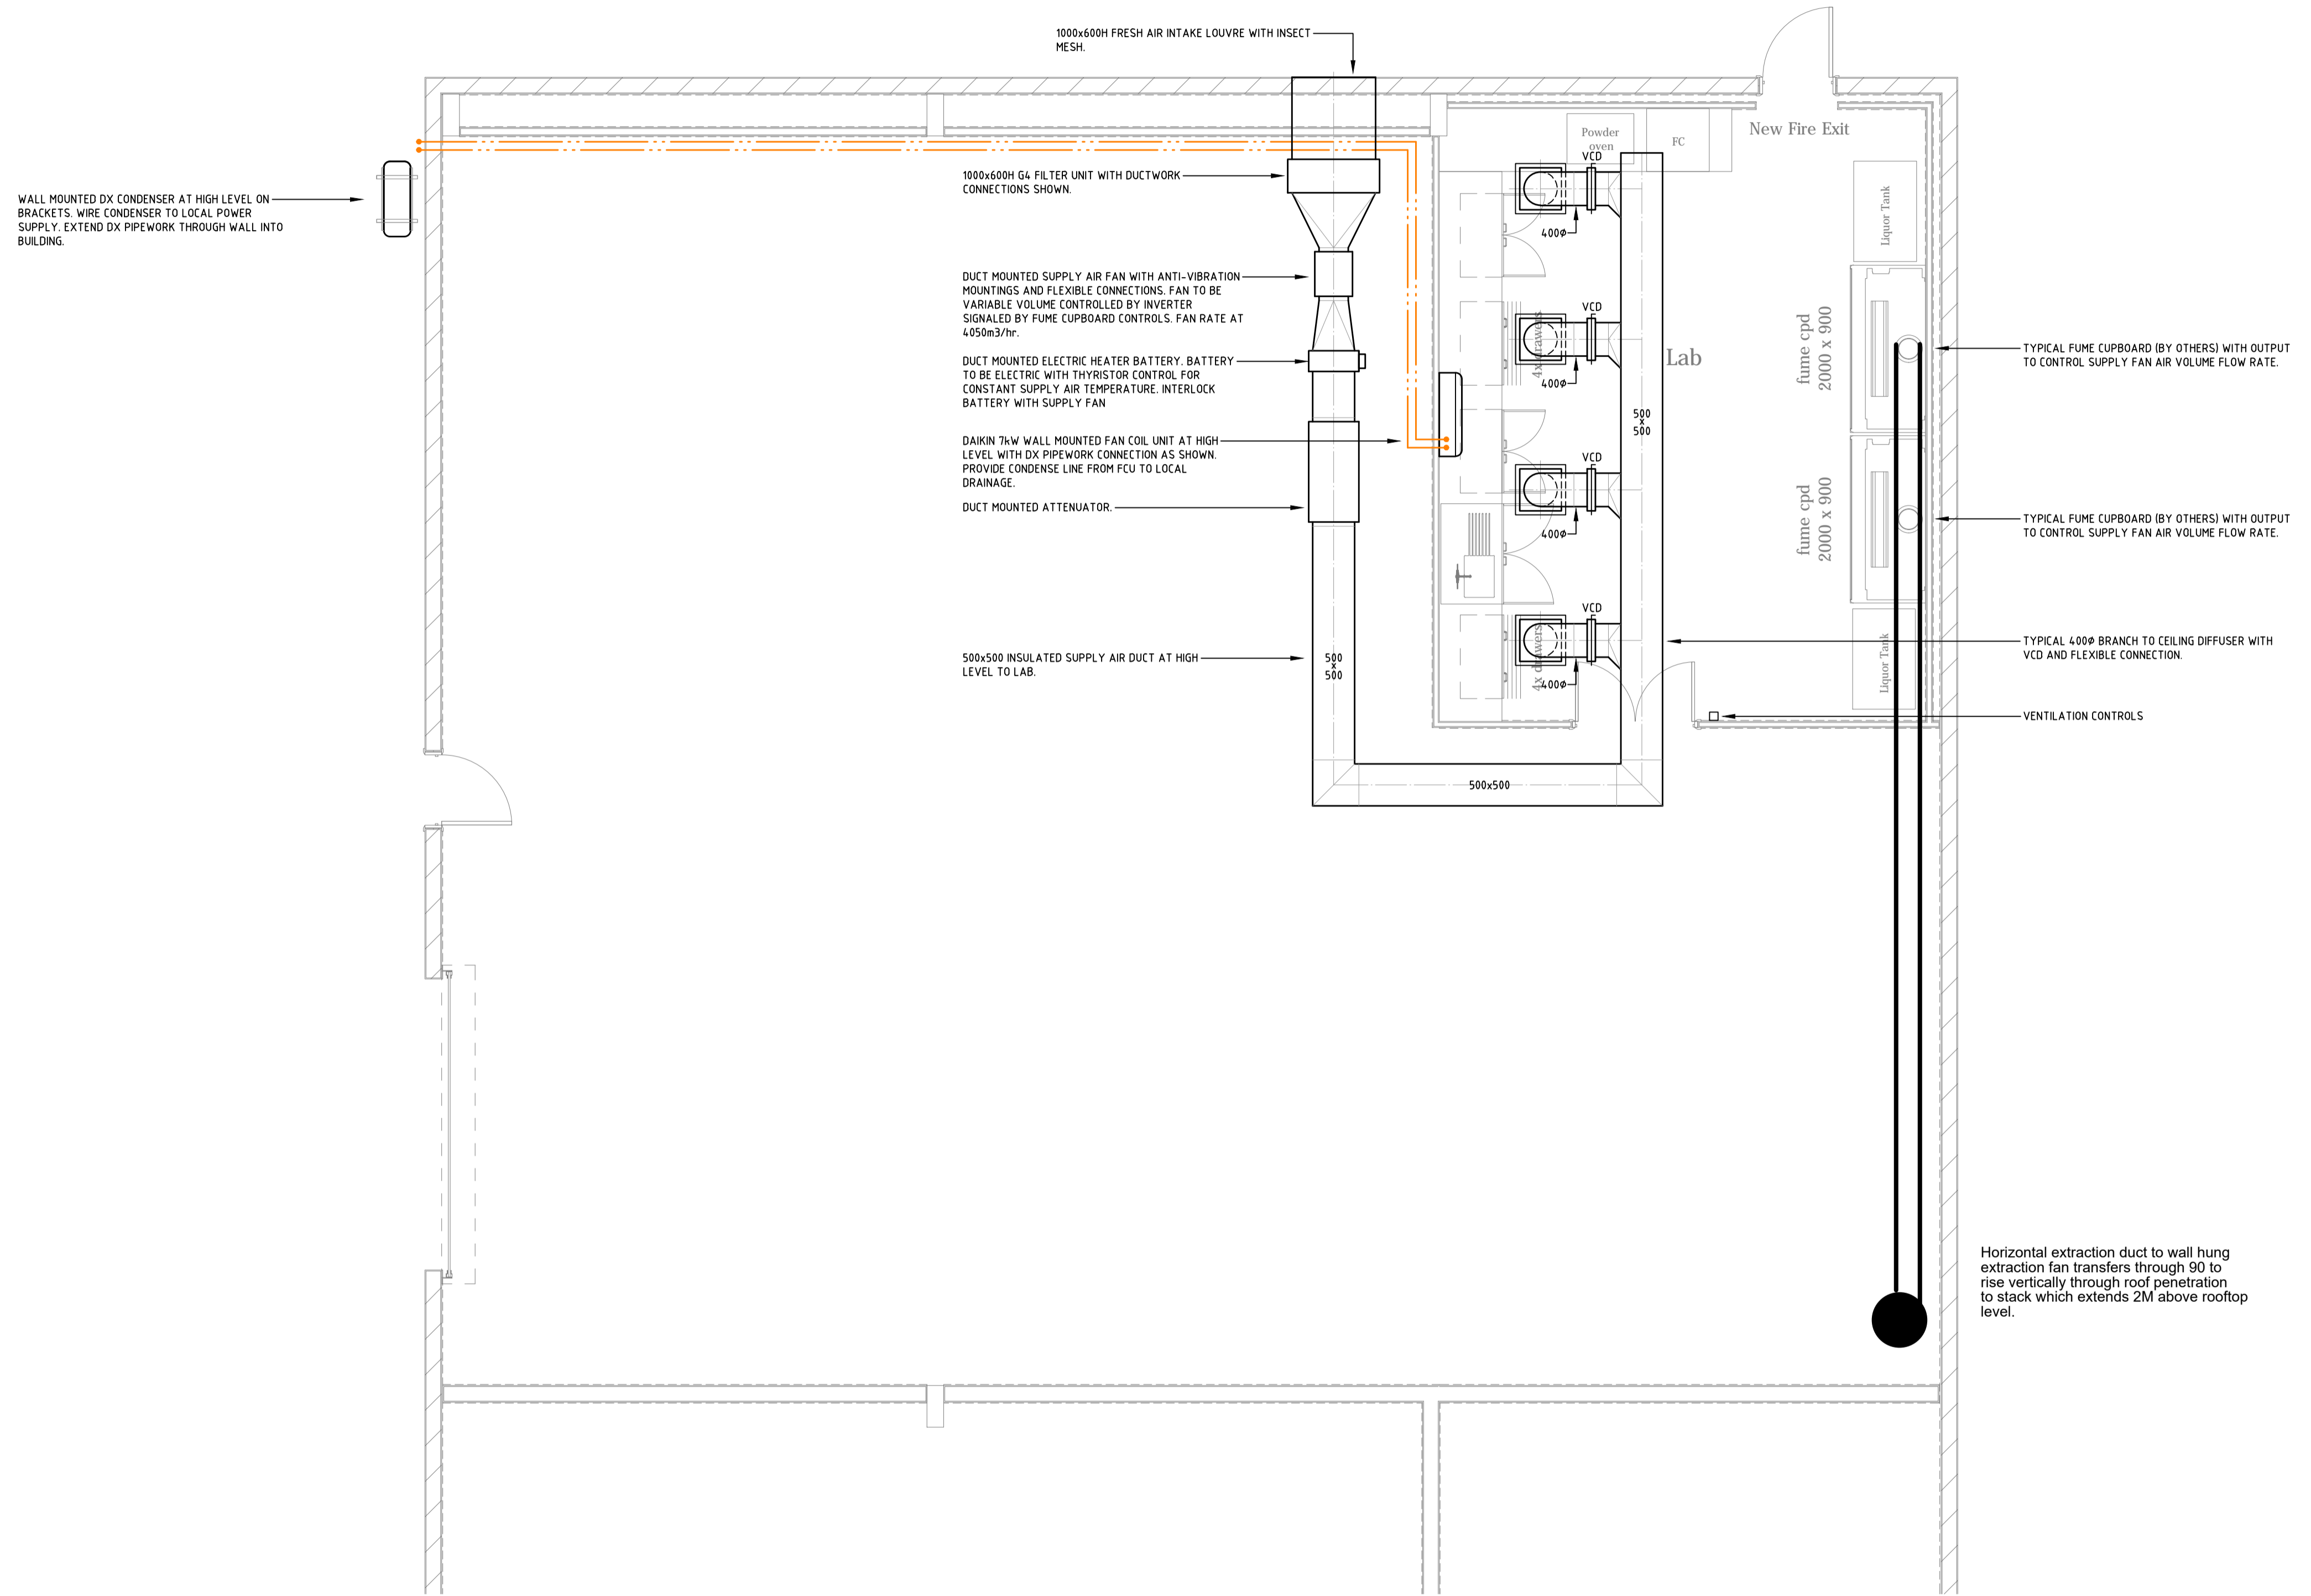 1000x600H FRESH AIR INTAKE LOUVRE WITH INSECT
MESH.
New Fire Exit
Powder
oven
FC
VCD
400ø
1000x600H G4 FILTER UNIT WITH DUCTWORK
CONNECTIONS SHOWN.
WALL MOUNTED DX CONDENSER AT HIGH LEVEL ON
BRACKETS. WIRE CONDENSER TO LOCAL POWER
SUPPLY. EXTEND DX PIPEWORK THROUGH WALL INTO
BUILDING.
Liquor Tank
DUCT MOUNTED SUPPLY AIR FAN WITH ANTI-VIBRATION
MOUNTINGS AND FLEXIBLE CONNECTIONS. FAN TO BE
VARIABLE VOLUME CONTROLLED BY INVERTER
SIGNALED BY FUME CUPBOARD CONTROLS. FAN RATE AT
4050m3/hr.
VCD
4x drawers
400ø
Lab
fume cpd
2000 x 900
TYPICAL FUME CUPBOARD (BY OTHERS) WITH OUTPUT
TO CONTROL SUPPLY FAN AIR VOLUME FLOW RATE.
DUCT MOUNTED ELECTRIC HEATER BATTERY. BATTERY
TO BE ELECTRIC WITH THYRISTOR CONTROL FOR
CONSTANT SUPPLY AIR TEMPERATURE. INTERLOCK
BATTERY WITH SUPPLY FAN
500
x
500
DAIKIN 7kW WALL MOUNTED FAN COIL UNIT AT HIGH
LEVEL WITH DX PIPEWORK CONNECTION AS SHOWN.
PROVIDE CONDENSE LINE FROM FCU TO LOCAL
DRAINAGE.
VCD
400ø
DUCT MOUNTED ATTENUATOR.
fume cpd
2000 x 900
TYPICAL FUME CUPBOARD (BY OTHERS) WITH OUTPUT
TO CONTROL SUPPLY FAN AIR VOLUME FLOW RATE.
VCD
4x drawers
400ø
500x500 INSULATED SUPPLY AIR DUCT AT HIGH
LEVEL TO LAB.
500
x
500
Liquor Tank
TYPICAL 400ø BRANCH TO CEILING DIFFUSER WITH
VCD AND FLEXIBLE CONNECTION.
VENTILATION CONTROLS
500x500
Horizontal extraction duct to wall hung
extraction fan transfers through 90 to
rise vertically through roof penetration
to stack which extends 2M above rooftop
level.